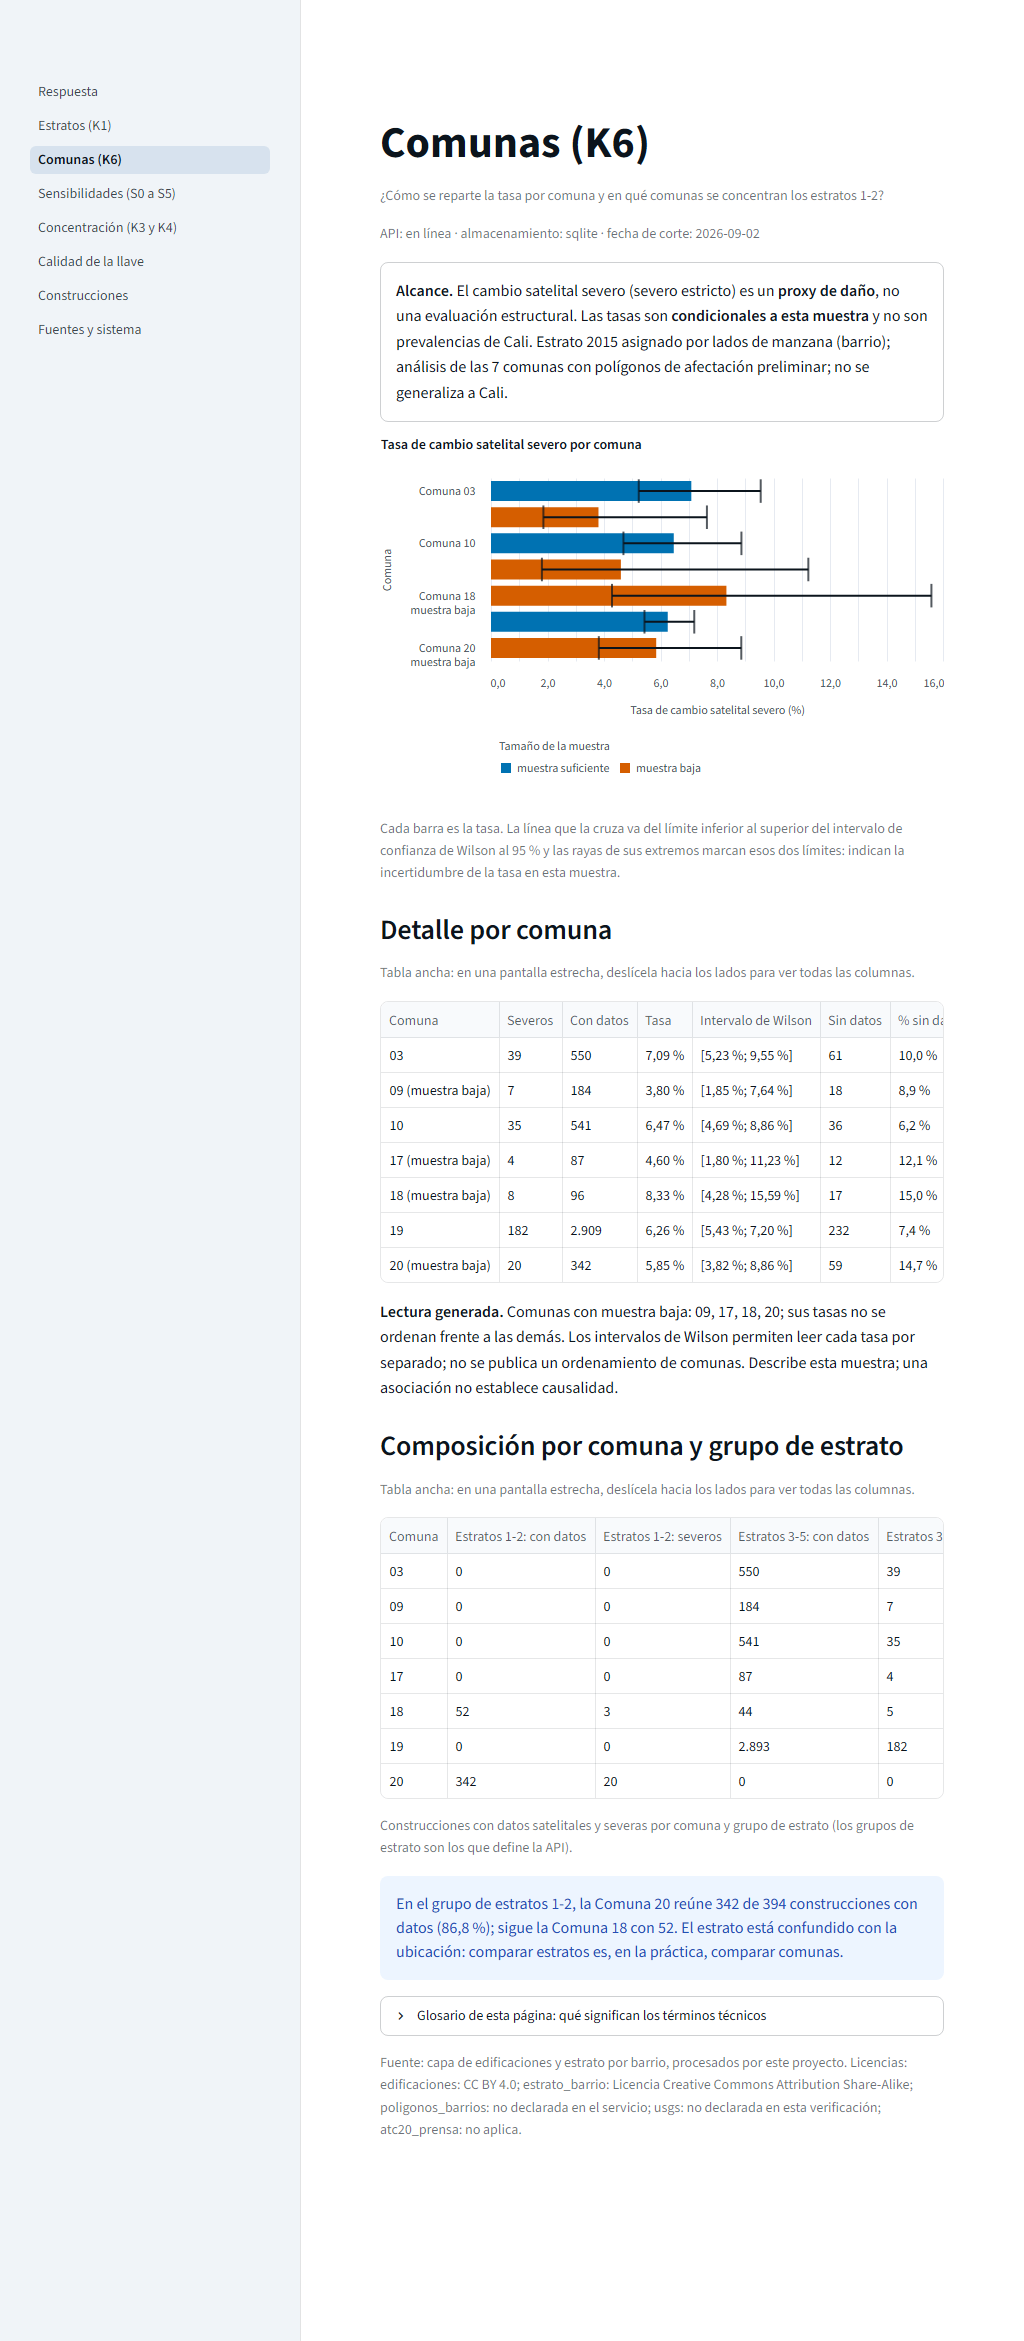 Respuesta
Estratos (K1)
Comunas (K6)
Sensibilidades (S0 a S5)
Concentración (K3 y K4)
Calidad de la llave
Construcciones
Fuentes y sistema
Comunas (K6)
¿Cómo se reparte la tasa por comuna y en qué comunas se concentran los estratos 1-2?
API: en línea · almacenamiento: sqlite · fecha de corte: 2026-09-02
Alcance. El cambio satelital severo (severo estricto) es un proxy de daño, no
una evaluación estructural. Las tasas son condicionales a esta muestra y no son
prevalencias de Cali. Estrato 2015 asignado por lados de manzana (barrio);
análisis de las 7 comunas con polígonos de afectación preliminar; no se
generaliza a Cali.
Tasa de cambio satelital severo por comuna
Comuna
Comuna 03
Comuna 10
Comuna 18
muestra baja
Comuna 20
muestra baja
0,0 2,0 4,0 6,0 8,0 10,0 12,0 14,0 16,0
Tasa de cambio satelital severo (%)
Tamaño de la muestra
muestra suficiente muestra baja
Cada barra es la tasa. La línea que la cruza va del límite inferior al superior del intervalo de
confianza de Wilson al 95 % y las rayas de sus extremos marcan esos dos límites: indican la
incertidumbre de la tasa en esta muestra.
Detalle por comuna
Tabla ancha: en una pantalla estrecha, deslícela hacia los lados para ver todas las columnas.
Comuna Severos Con datos Tasa Intervalo de Wilson Sin datos % sin da
03 39 550 7,09 % [5,23 %; 9,55 %] 61 10,0 %
09 (muestra baja) 7 184 3,80 % [1,85 %; 7,64 %] 18 8,9 %
10 35 541 6,47 % [4,69 %; 8,86 %] 36 6,2 %
17 (muestra baja) 4 87 4,60 % [1,80 %; 11,23 %] 12 12,1 %
18 (muestra baja) 8 96 8,33 % [4,28 %; 15,59 %] 17 15,0 %
19 182 2.909 6,26 % [5,43 %; 7,20 %] 232 7,4 %
20 (muestra baja) 20 342 5,85 % [3,82 %; 8,86 %] 59 14,7 %
Lectura generada. Comunas con muestra baja: 09, 17, 18, 20; sus tasas no se
ordenan frente a las demás. Los intervalos de Wilson permiten leer cada tasa por
separado; no se publica un ordenamiento de comunas. Describe esta muestra; una
asociación no establece causalidad.
Composición por comuna y grupo de estrato
Tabla ancha: en una pantalla estrecha, deslícela hacia los lados para ver todas las columnas.
Comuna Estratos 1-2: con datos Estratos 1-2: severos Estratos 3-5: con datos Estratos 3
03 0 0 550 39
09 0 0 184 7
10 0 0 541 35
17 0 0 87 4
18 52 3 44 5
19 0 0 2.893 182
20 342 20 0 0
Construcciones con datos satelitales y severas por comuna y grupo de estrato (los grupos de
estrato son los que define la API).
En el grupo de estratos 1-2, la Comuna 20 reúne 342 de 394 construcciones con
datos (86,8 %); sigue la Comuna 18 con 52. El estrato está confundido con la
ubicación: comparar estratos es, en la práctica, comparar comunas.
Glosario de esta página: qué significan los términos técnicos
Fuente: capa de edificaciones y estrato por barrio, procesados por este proyecto. Licencias:
edificaciones: CC BY 4.0; estrato_barrio: Licencia Creative Commons Attribution Share-Alike;
poligonos_barrios: no declarada en el servicio; usgs: no declarada en esta verificación;
atc20_prensa: no aplica.